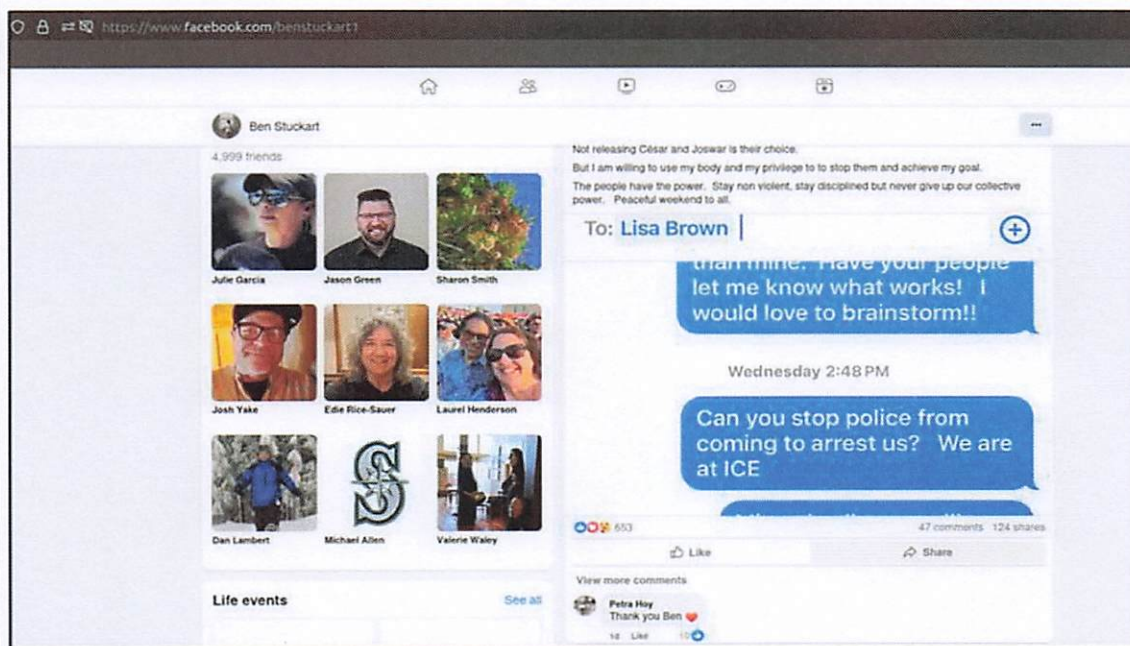 https://www.facebook.com/benstuckart1
Ben Stuckart
4,999 friends
Julie Garcia
Jason Green
Sharon Smith
Josh Yake
Edie Rice-Sauer
Laurel Henderson
Dan Lambert
Michael Allen
Valerie Waley
Life events
See all
Not releasing César and Joswar is their choice.
But I am willing to use my body and my privilege to to stop them and achieve my goal.
The people have the power. Stay non violent, stay disciplined but never give up our collective
power. Peaceful weekend to all.
To: Lisa Brown
than mine. Have your people
let me know what works! I
would love to brainstorm!!
Wednesday 2:48 PM
Can you stop police from
coming to arrest us? We are
at ICE
653
47 comments 124 shares
Like
Share
View more comments
Petra Hoy
Thank you Ben ❤️
1d Like